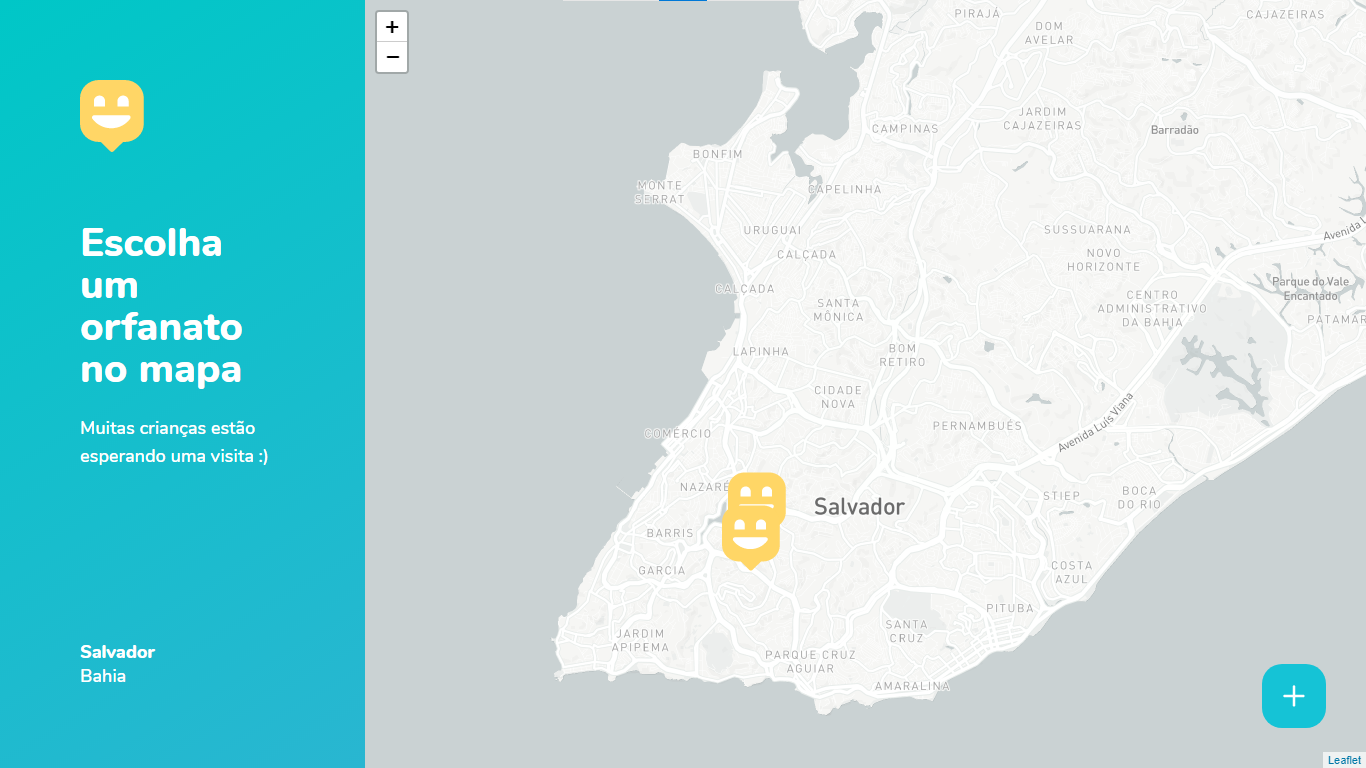 Escolha
um
orfanato
no mapa
Muitas crianças estão
esperando uma visita :)
Salvador
Bahia
+
−
PIRAJÁ
CAJAZEIRAS
DOM
AVELAR
JARDIM
CAJAZEIRAS
CAMPINAS
Barradão
BONFIM
MONTE
SERRAT
CAPELINHA
URUGUAI
SUSSUARANA
Avenida L
CALÇADA
NOVO
HORIZONTE
CALÇADA
Parque do Vale
Encantado
SANTA
MÔNICA
CENTRO
ADMINISTRATIVO
DA BAHIA
PATAMAR
LAPINHA
BOM
RETIRO
CIDADE
NOVA
Avenida Luís Viana
PERNAMBUÉS
COMÉRCIO
NAZARÉ
Salvador
STIEP
BOCA
DO RIO
BARRIS
GARCIA
COSTA
AZUL
PITUBA
JARDIM
APIPEMA
SANTA
CRUZ
PARQUE CRUZ
AGUIAR
AMARALINA
Leaflet